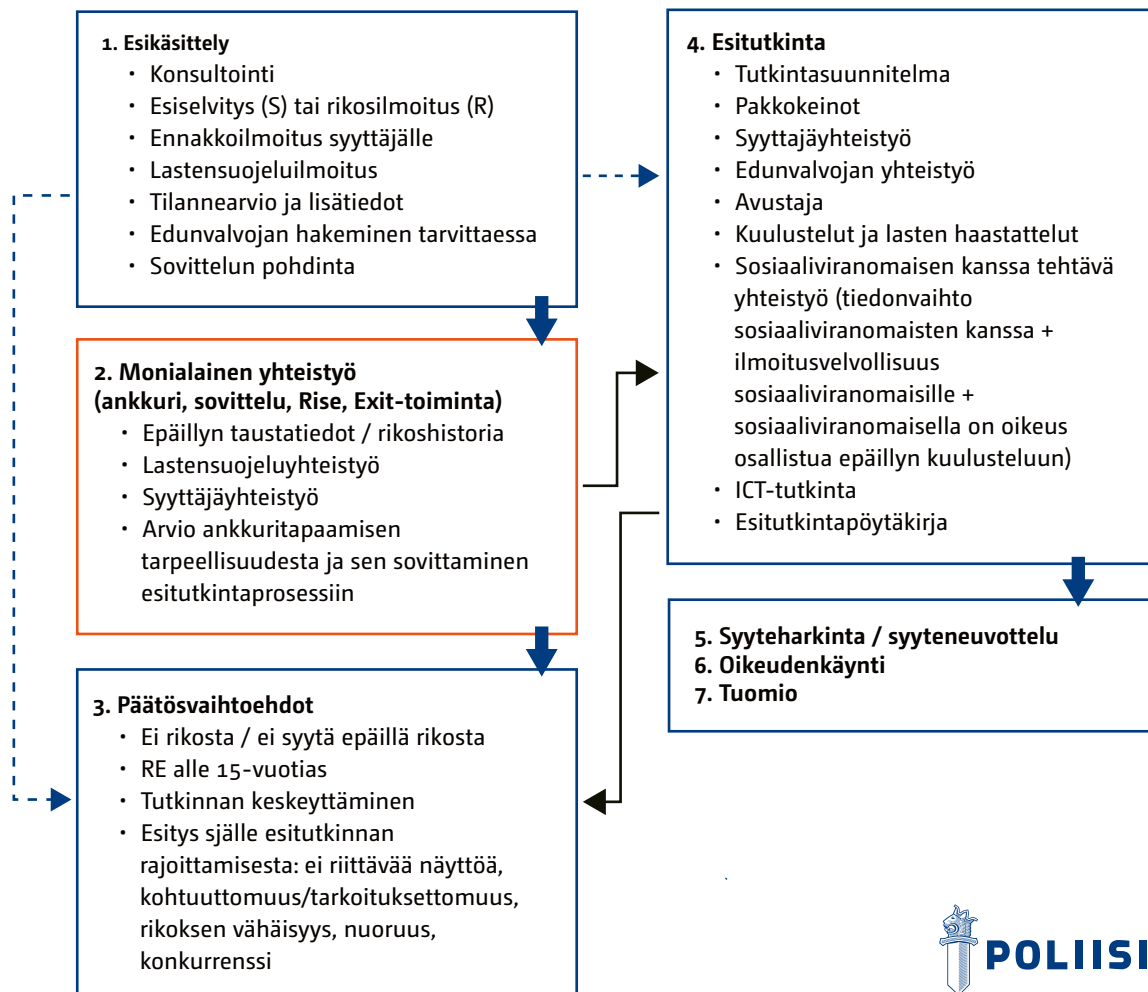 1. Esikäsittely
• Konsultointi
• Esiselvitys (S) tai rikosilmoitus (R)
• Ennakkoilmoitus syyttäjälle
• Lastensuojeluilmoitus
• Tilannearvio ja lisätiedot
• Edunvalvojan hakeminen tarvittaessa
• Sovittelun pohdinta
2. Monialainen yhteistyö
(ankkuri, sovittelu, Rise, Exit-toiminta)
• Epäillyn taustatiedot / rikoshistoria
• Lastensuojeluyhteistyö
• Syyttäjäyhteistyö
• Arvio ankkuritapaamisen
tarpeellisuudesta ja sen sovittaminen
esitutkintaprosessiin
3. Päätösvaihtoehdot
• Ei rikosta / ei syytä epäillä rikosta
• RE alle 15-vuotias
• Tutkinnan keskeyttäminen
• Esitys själle esitutkinnan
rajoittamisesta: ei riittävää näyttöä,
kohtuuttomuus/tarkoituksettomuus,
rikoksen vähäisyys, nuoruus,
konkurrenssi
4. Esitutkinta
• Tutkintasuunnitelma
• Pakkokeinot
• Syyttajäyhteistyö
• Edunvalvojan yhteistyö
• Avustaja
• Kuulustelut ja lasten haastattelut
• Sosiaaliviranomaisen kanssa tehtävä
yhteistyö (tiedonvaihto
sosiaaliviranomaisten kanssa +
ilmoitusvelvollisuus
sosiaaliviranomaisille +
sosiaaliviranomaisella on oikeus
osallistua epäillyn kuulusteluun)
• ICT-tutkinta
• Esitutkintapöytäkirja
5. Syyteharkinta / syyteneuvottelu
6. Oikeudenkäynti
7. Tuomio
POLIISI